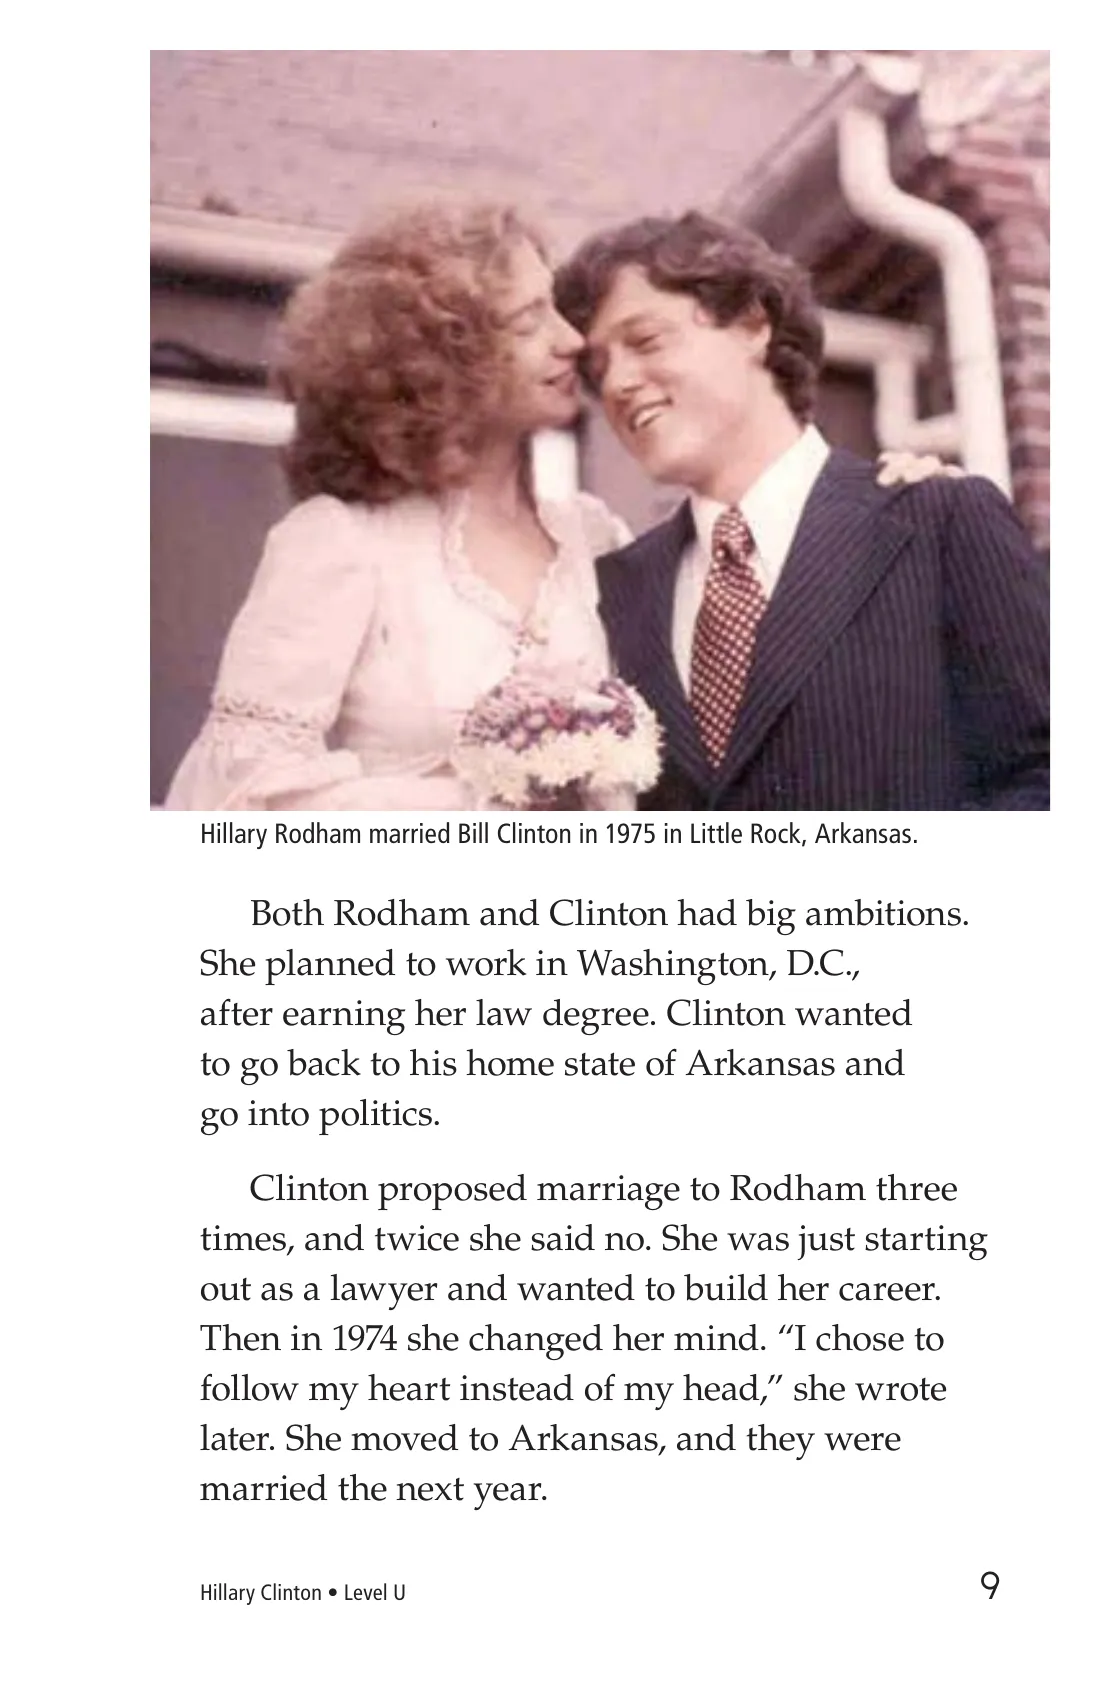 Hillary Rodham married Bill Clinton in 1975 in Little Rock, Arkansas.
Both Rodham and Clinton had big ambitions.
She planned to work in Washington, D.C.,
after earning her law degree. Clinton wanted
to go back to his home state of Arkansas and
go into politics.
Clinton proposed marriage to Rodham three
times, and twice she said no. She was just starting
out as a lawyer and wanted to build her career.
Then in 1974 she changed her mind. “I chose to
follow my heart instead of my head,” she wrote
later. She moved to Arkansas, and they were
married the next year.
Hillary Clinton • Level U
9